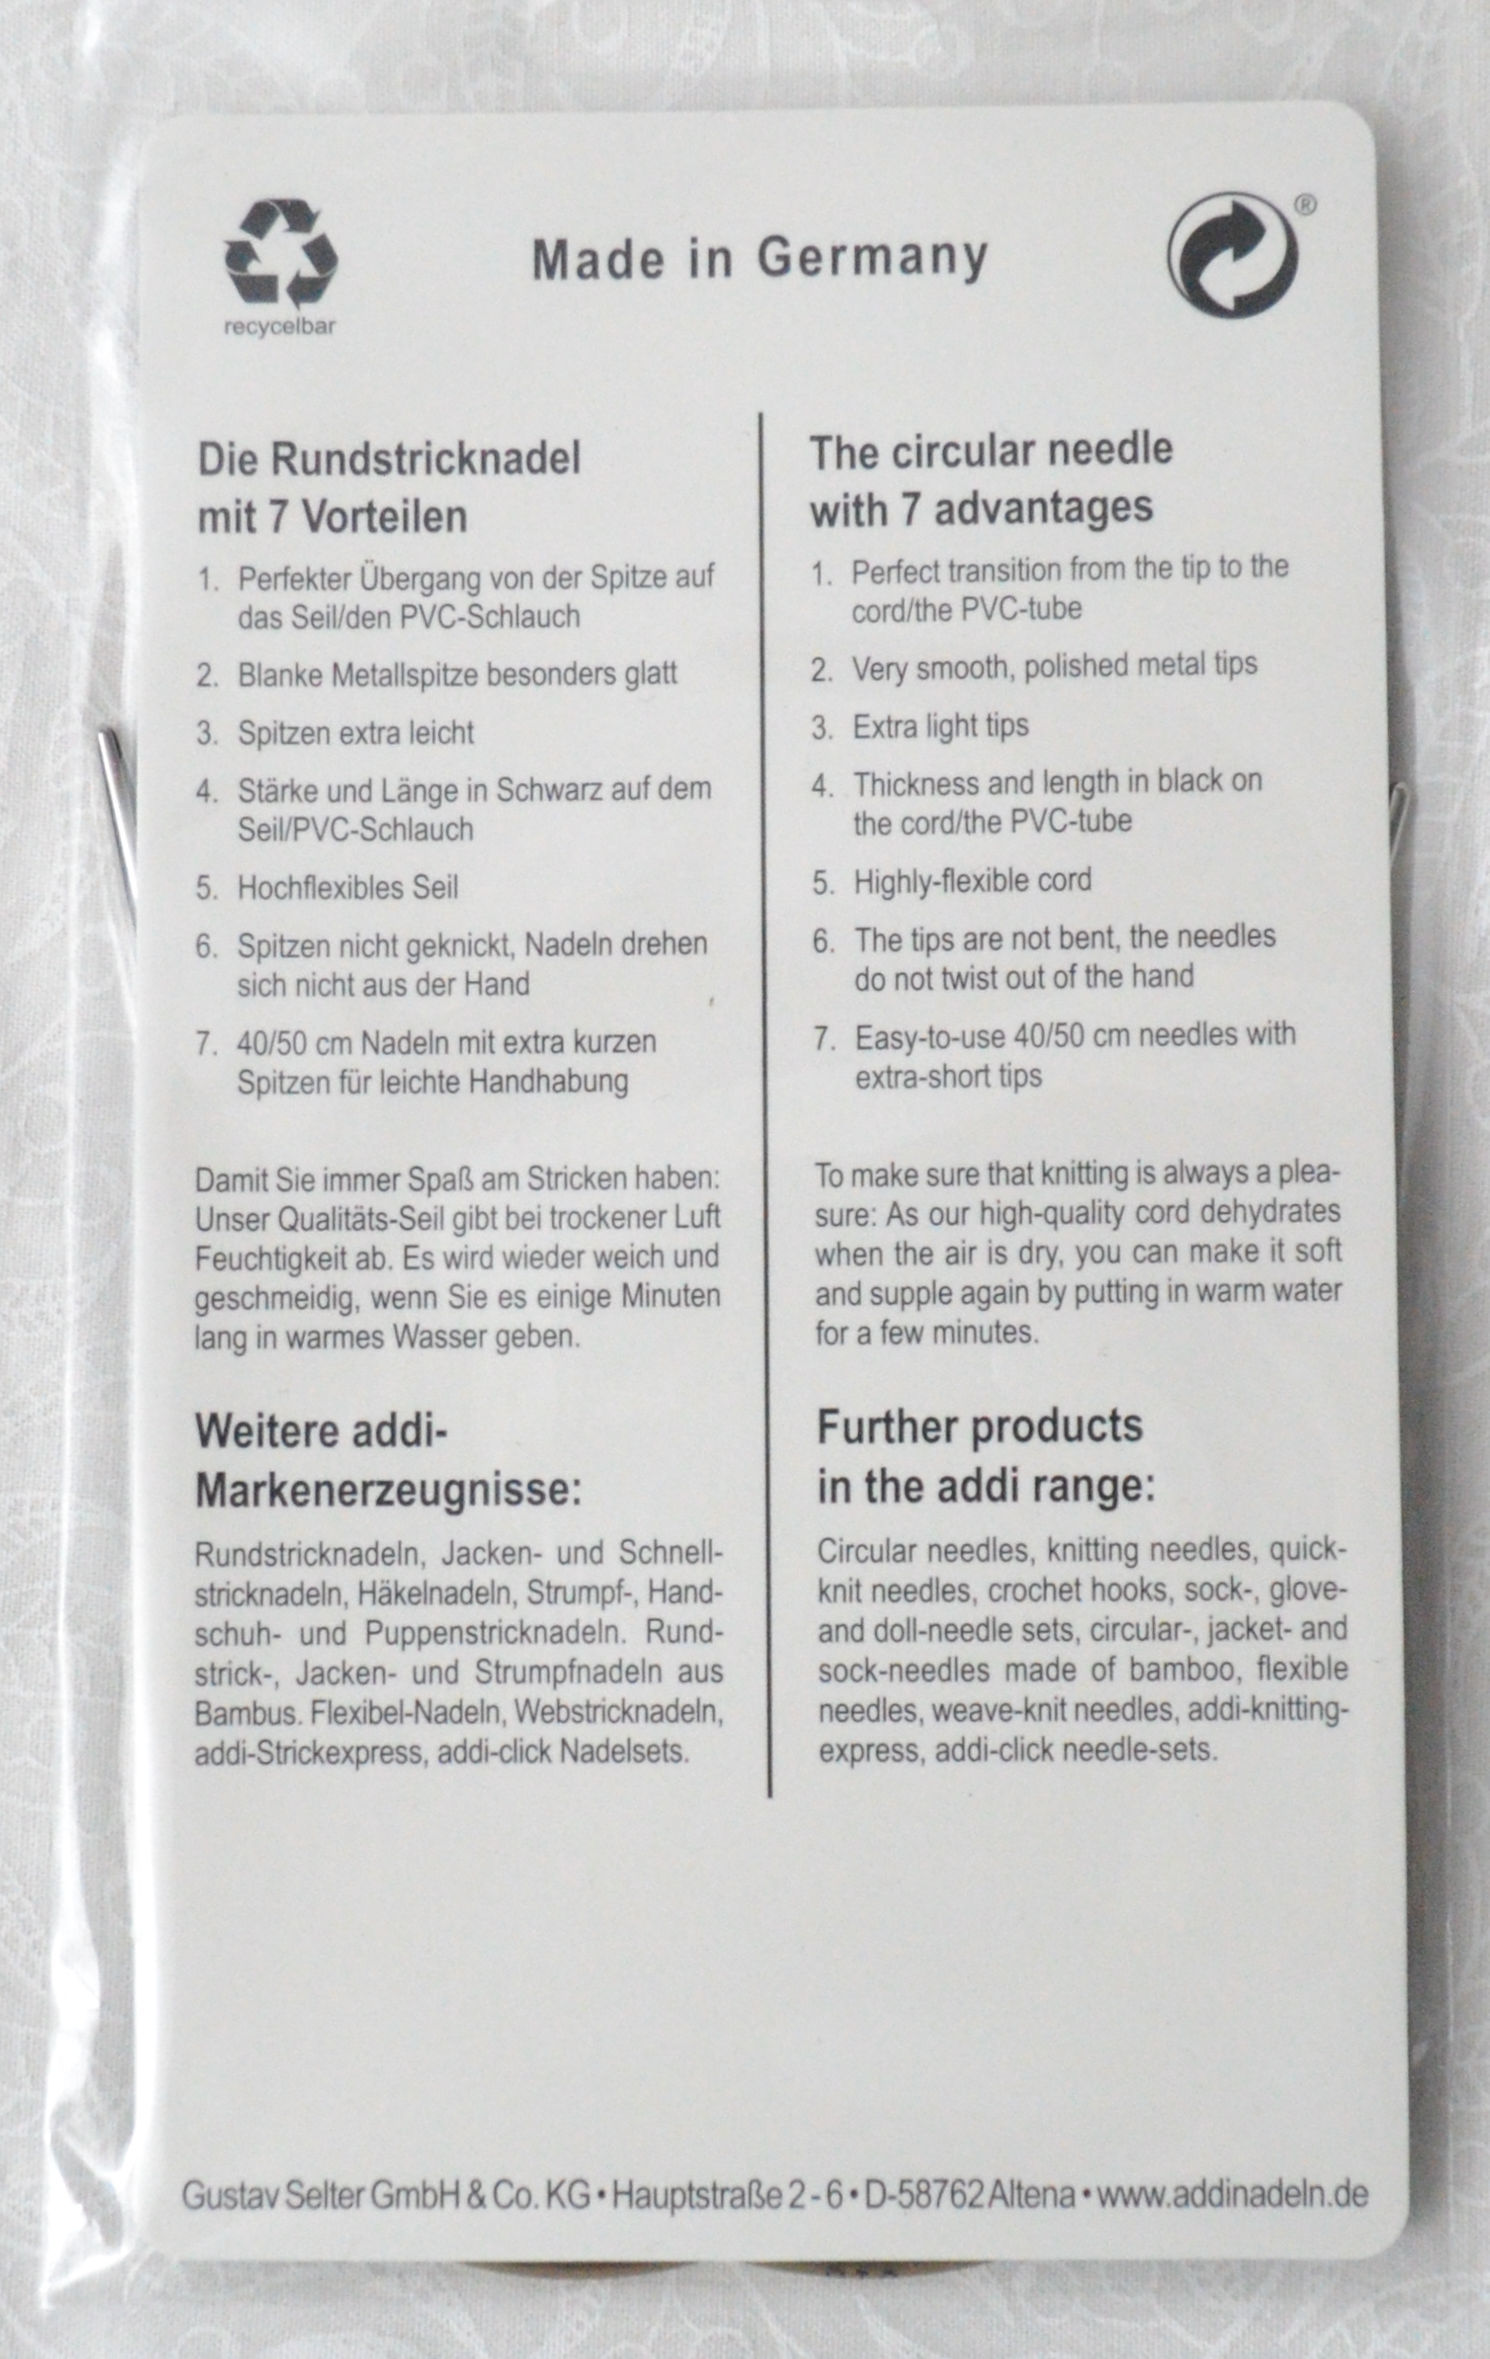 recycelbar
Made in Germany
®
Die Rundstricknadel
mit 7 Vorteilen
1. Perfekter Übergang von der Spitze auf
das Seil/den PVC-Schlauch
2. Blanke Metallspitze besonders glatt
3. Spitzen extra leicht
4. Stärke und Länge in Schwarz auf dem
Seil/PVC-Schlauch
5. Hochflexibles Seil
6. Spitzen nicht geknickt, Nadeln drehen
sich nicht aus der Hand
7. 40/50 cm Nadeln mit extra kurzen
Spitzen für leichte Handhabung
Damit Sie immer Spaß am Stricken haben:
Unser Qualitäts-Seil gibt bei trockener Luft
Feuchtigkeit ab. Es wird wieder weich und
geschmeidig, wenn Sie es einige Minuten
lang in warmes Wasser geben.
Weitere addi-
Markenerzeugnisse:
Rundstricknadeln, Jacken- und Schnell-
stricknadeln, Häkelnadeln, Strumpf-, Hand-
schuh- und Puppenstricknadeln. Rund-
strick-, Jacken- und Strumpfnadeln aus
Bambus. Flexibel-Nadeln, Webstricknadeln,
addi-Strickexpress, addi-click Nadelsets.
The circular needle
with 7 advantages
1. Perfect transition from the tip to the
cord/the PVC-tube
2. Very smooth, polished metal tips
3. Extra light tips
4. Thickness and length in black on
the cord/the PVC-tube
5. Highly-flexible cord
6. The tips are not bent, the needles
do not twist out of the hand
7. Easy-to-use 40/50 cm needles with
extra-short tips
To make sure that knitting is always a plea-
sure: As our high-quality cord dehydrates
when the air is dry, you can make it soft
and supple again by putting in warm water
for a few minutes.
Further products
in the addi range:
Circular needles, knitting needles, quick-
knit needles, crochet hooks, sock-, glove-
and doll-needle sets, circular-, jacket- and
sock-needles made of bamboo, flexible
needles, weave-knit needles, addi-knitting-
express, addi-click needle-sets.
Gustav Selter GmbH & Co. KG • Hauptstraße 2 - 6 • D-58762 Altena • www.addinadeln.de